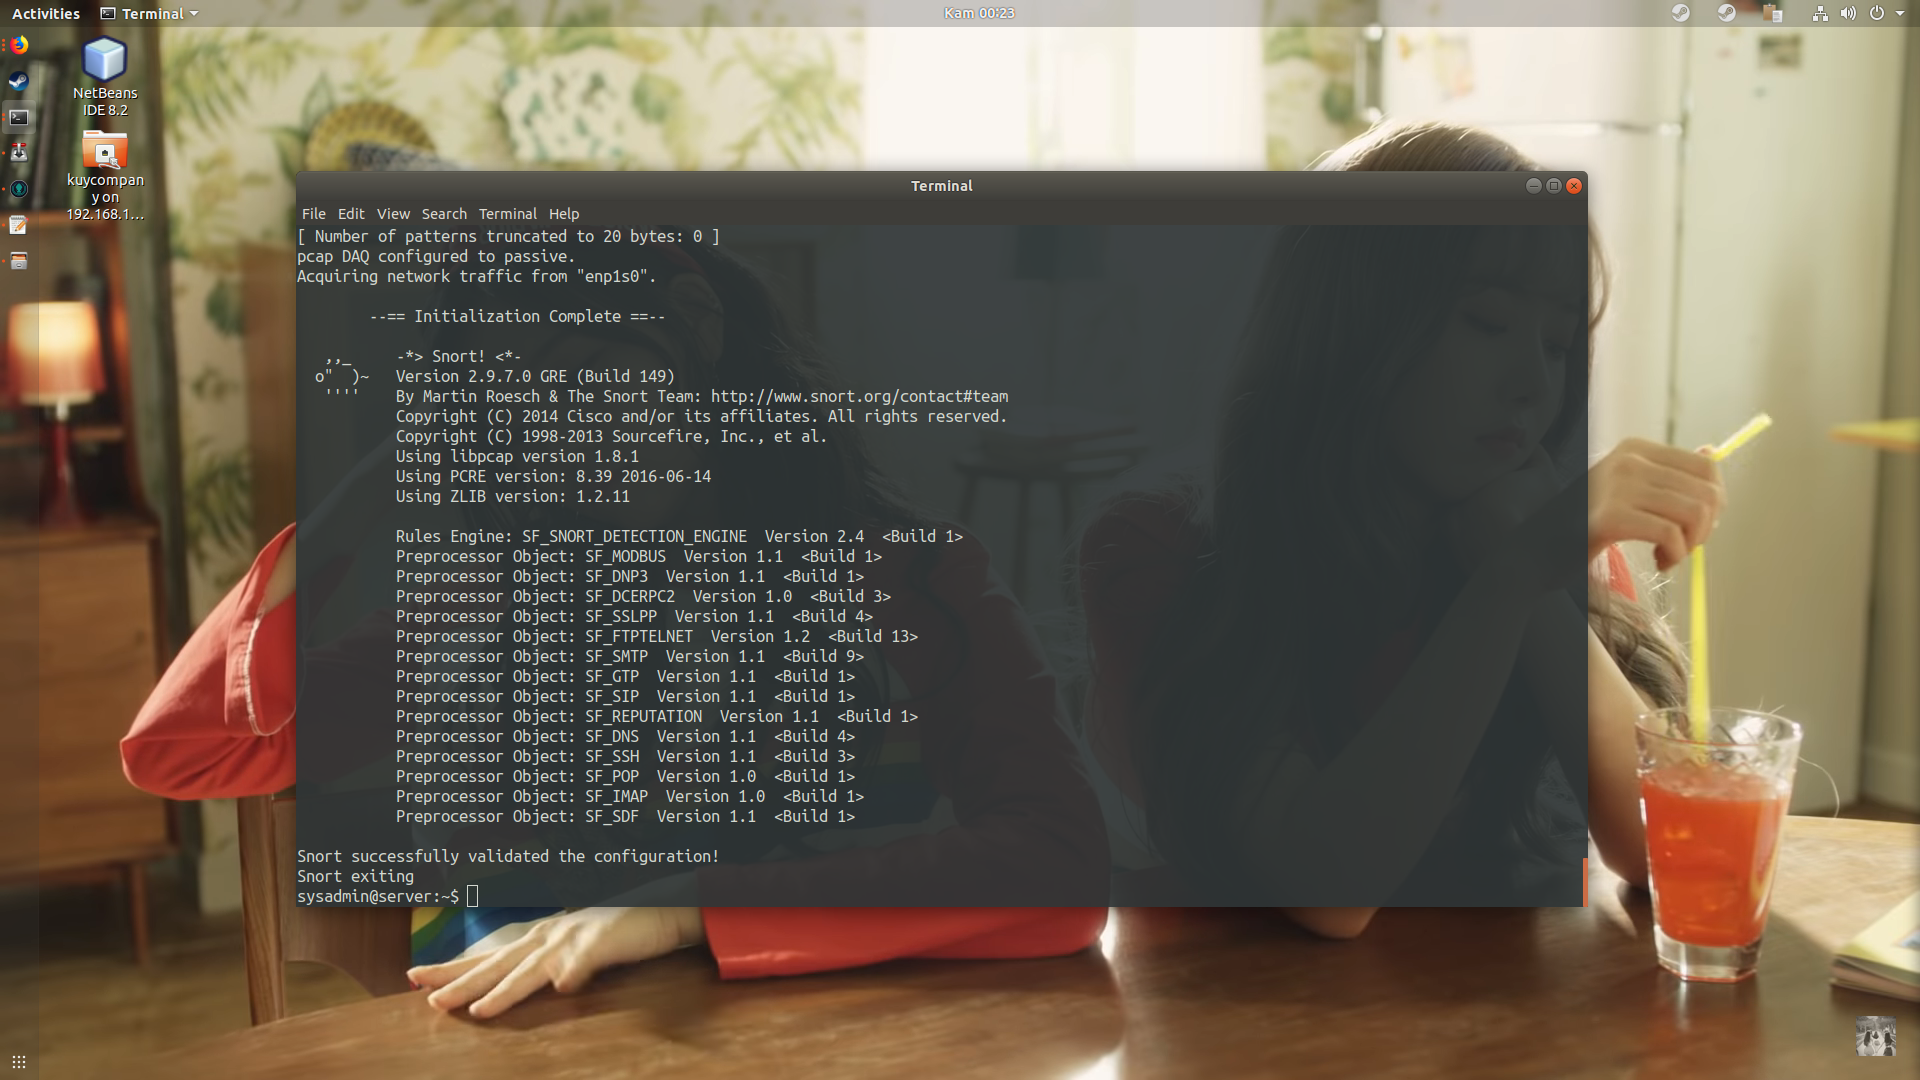 Activities
Terminal
Kam 00:23
NetBeans
IDE 8.2
kuycompan
y on
192.168.1...
Terminal
File Edit View Search Terminal Help
[ Number of patterns truncated to 20 bytes: 0 ]
pcap DAQ configured to passive.
Acquiring network traffic from "enp1s0".
--== Initialization Complete ==--
,,_ -*> Snort! <*-
o" )~ Version 2.9.7.0 GRE (Build 149)
'''' By Martin Roesch & The Snort Team: http://www.snort.org/contact#team
Copyright (C) 2014 Cisco and/or its affiliates. All rights reserved.
Copyright (C) 1998-2013 Sourcefire, Inc., et al.
Using libpcap version 1.8.1
Using PCRE version: 8.39 2016-06-14
Using ZLIB version: 1.2.11
Rules Engine: SF_SNORT_DETECTION_ENGINE Version 2.4 <Build 1>
Preprocessor Object: SF_MODBUS Version 1.1 <Build 1>
Preprocessor Object: SF_DNP3 Version 1.1 <Build 1>
Preprocessor Object: SF_DCERPC2 Version 1.0 <Build 3>
Preprocessor Object: SF_SSLPP Version 1.1 <Build 4>
Preprocessor Object: SF_FTPTELNET Version 1.2 <Build 13>
Preprocessor Object: SF_SMTP Version 1.1 <Build 9>
Preprocessor Object: SF_GTP Version 1.1 <Build 1>
Preprocessor Object: SF_SIP Version 1.1 <Build 1>
Preprocessor Object: SF_REPUTATION Version 1.1 <Build 1>
Preprocessor Object: SF_DNS Version 1.1 <Build 4>
Preprocessor Object: SF_SSH Version 1.1 <Build 3>
Preprocessor Object: SF_POP Version 1.0 <Build 1>
Preprocessor Object: SF_IMAP Version 1.0 <Build 1>
Preprocessor Object: SF_SDF Version 1.1 <Build 1>
Snort successfully validated the configuration!
Snort exiting
sysadmin@server:~$